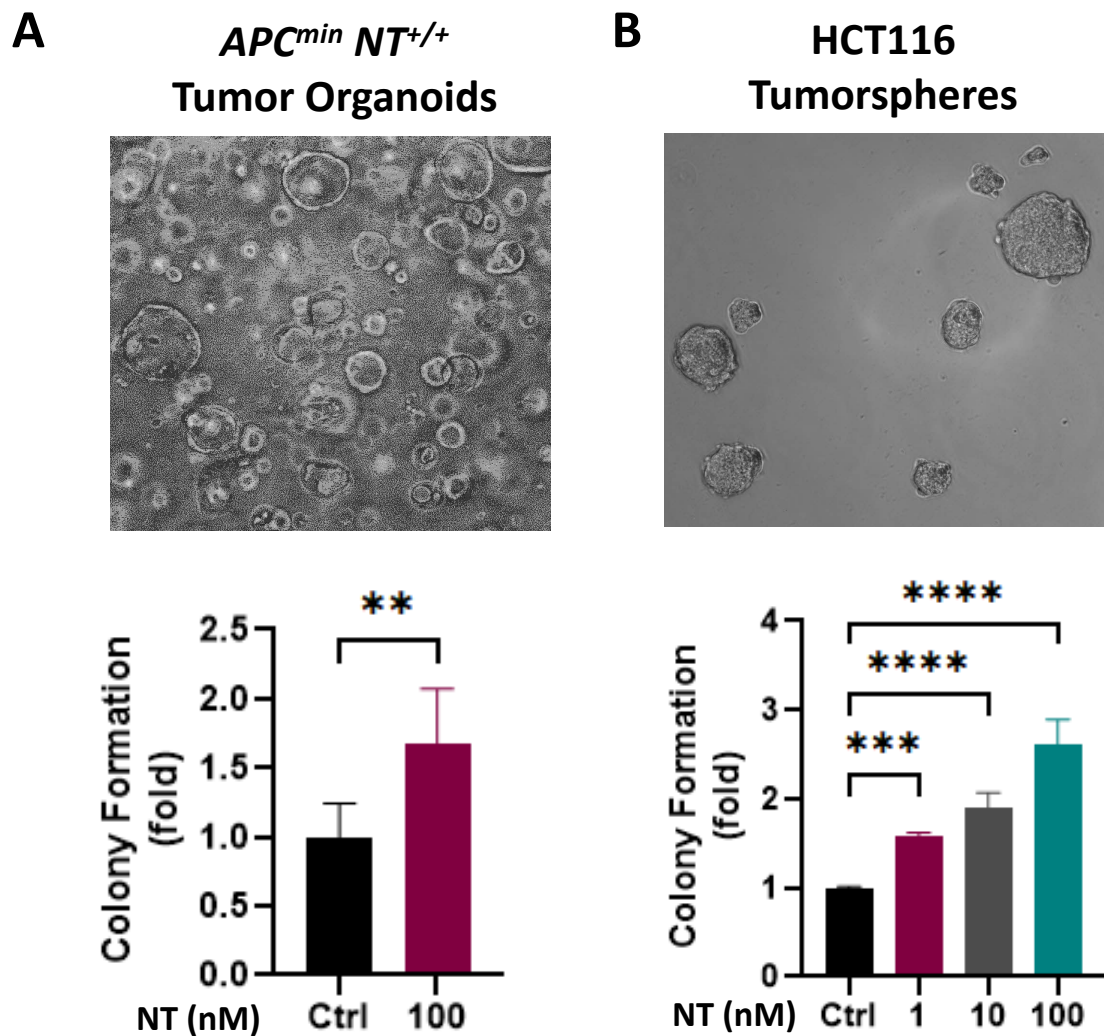 A
APCmin NT+/+
Tumor Organoids
B
HCT116
Tumorspheres
**
2.5
2.0
1.5
1.0
0.5
0.0
Colony Formation
(fold)
NT (nM) Ctrl 100
****
****
***
4
3
2
1
0
Colony Formation
(fold)
NT (nM) Ctrl 1 10 100